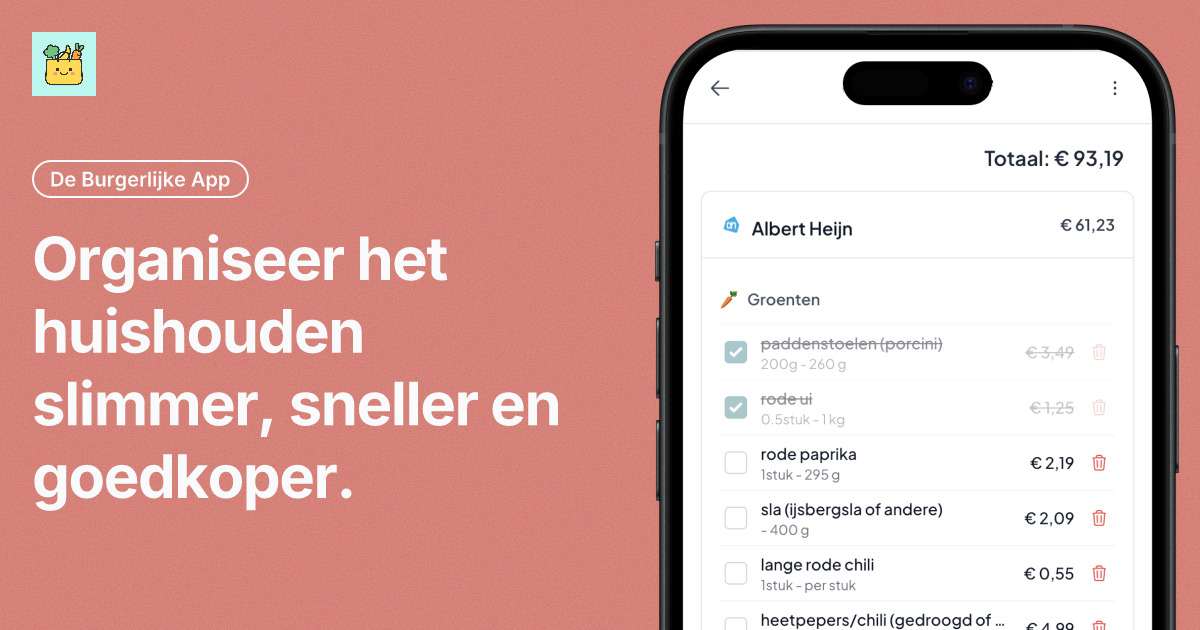 De Burgerlijke App
Organiseer het
huishouden
slimmer, sneller en
goedkoper.
Totaal: € 93,19
ah
Albert Heijn
€ 61,23
Groenten
paddenstoelen (porcini)
200g - 260 g
€ 3,49
rode ui
0.5stuk - 1 kg
€ 1,25
rode paprika
1stuk - 295 g
€ 2,19
sla (ijsbergsla of andere)
- 400 g
€ 2,09
lange rode chili
1stuk - per stuk
€ 0,55
heetpepers/chili (gedroogd of ...
€ 4,99